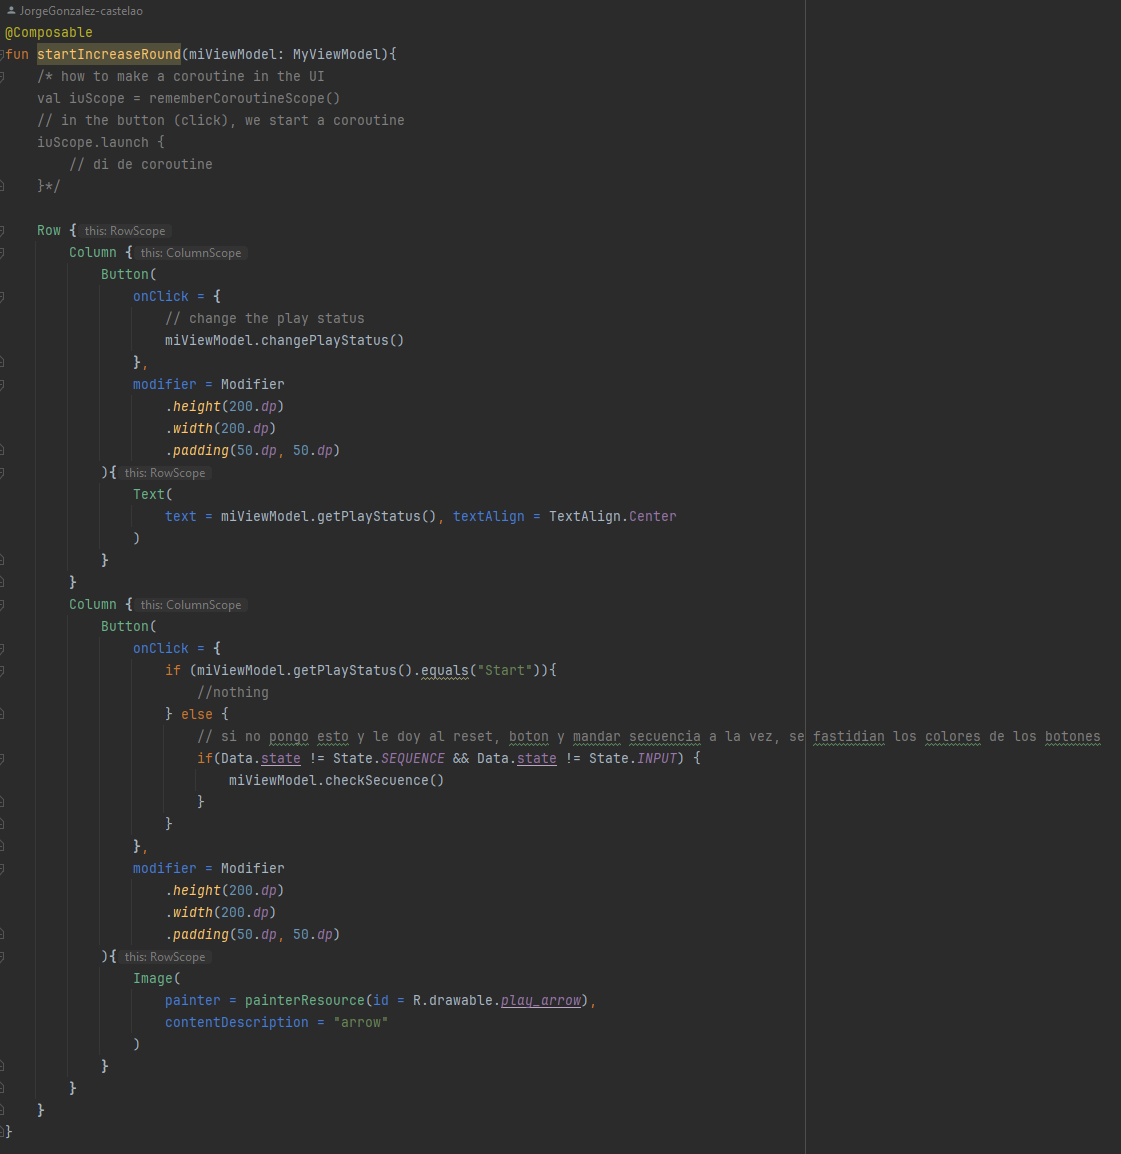 JorgeGonzalez-castelao
@Composable
fun startIncreaseRound(miViewModel: MyViewModel){
    /* how to make a coroutine in the UI
    val iuScope = rememberCoroutineScope()
    // in the button (click), we start a coroutine
    iuScope.launch {
        // di de coroutine
    }*/

    Row { this: RowScope
        Column { this: ColumnScope
            Button(
                onClick = {
                    // change the play status
                    miViewModel.changePlayStatus()
                },
                modifier = Modifier
                    .height(200.dp)
                    .width(200.dp)
                    .padding(50.dp, 50.dp)
            ){ this: RowScope
                Text(
                    text = miViewModel.getPlayStatus(), textAlign = TextAlign.Center
                )
            }
        }
        Column { this: ColumnScope
            Button(
                onClick = {
                    if (miViewModel.getPlayStatus().equals("Start")){
                        //nothing
                    } else {
                        // si no pongo esto y le doy al reset, boton y mandar secuencia a la vez, se fastidian los colores de los botones
                        if(Data.state != State.SEQUENCE && Data.state != State.INPUT) {
                            miViewModel.checkSecuence()
                        }
                    }
                },
                modifier = Modifier
                    .height(200.dp)
                    .width(200.dp)
                    .padding(50.dp, 50.dp)
            ){ this: RowScope
                Image(
                    painter = painterResource(id = R.drawable.play_arrow),
                    contentDescription = "arrow"
                )
            }
        }
    }
}